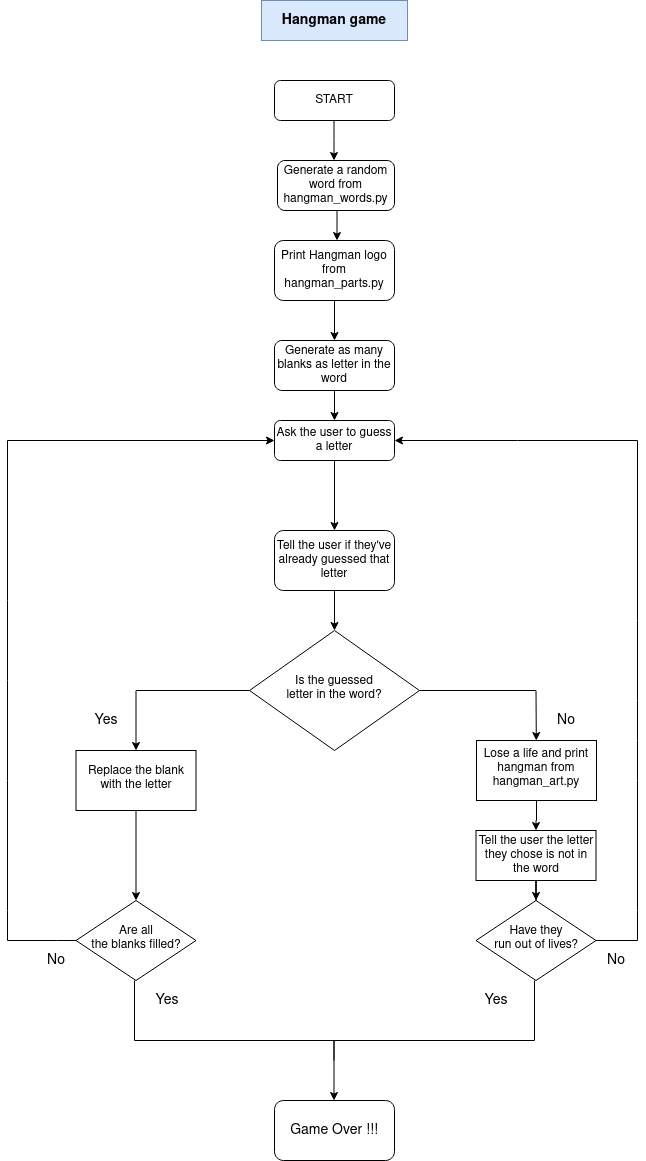 Hangman game
START
Generate a random
word from
hangman_words.py
Print Hangman logo
from
hangman_parts.py
Generate as many
blanks as letter in the
word
Ask the user to guess
a letter
Tell the user if they've
already guessed that
letter
Is the guessed
letter in the word?
Yes
No
Replace the blank
with the letter
Lose a life and print
hangman from
hangman_art.py
Tell the user the letter
they chose is not in
the word
Are all
the blanks filled?
Have they
run out of lives?
No
Yes
Yes
No
Game Over !!!